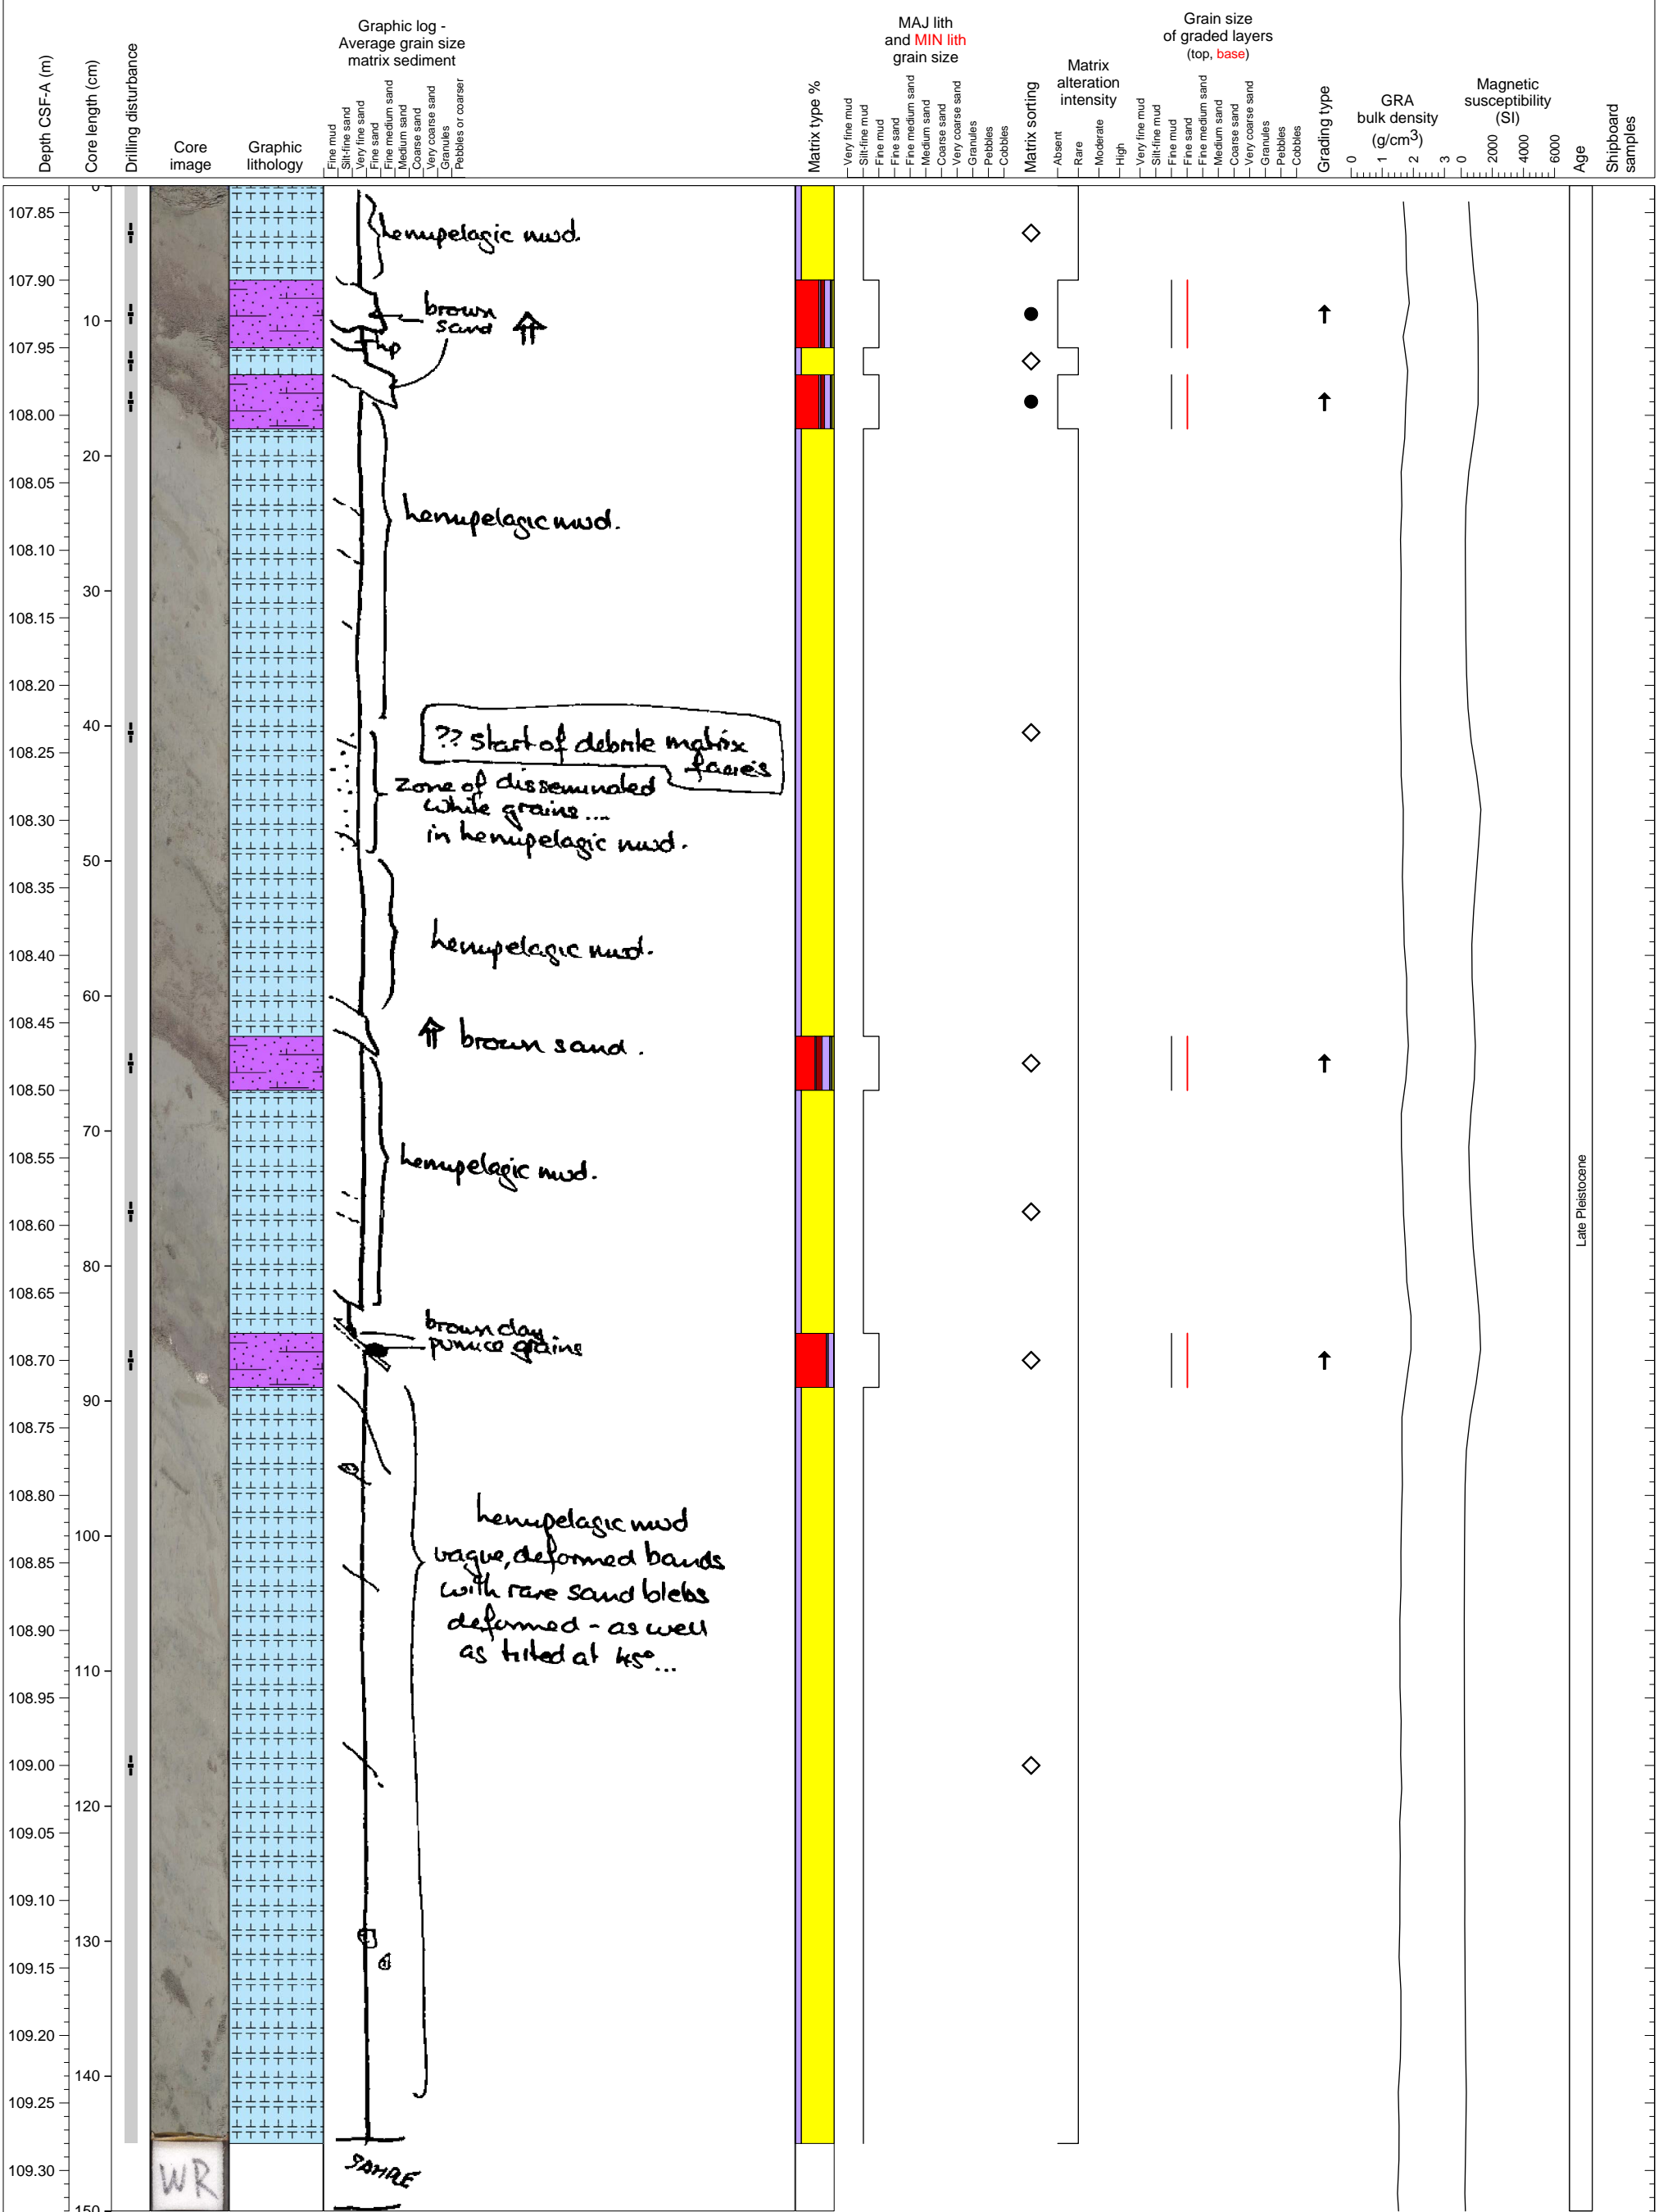 Depth CSF-A (m)
Core length (cm)
Drilling disturbance
Core
image
Graphic
lithology
Graphic log -
Average grain size
matrix sediment
Fine mud
Silt-fine sand
Very fine sand
Fine sand
Fine medium sand
Medium sand
Coarse sand
Very coarse sand
Granules
Pebbles or coarser
Matrix type %
MAJ lith
and MIN lith
grain size
Very fine mud
Silt-fine mud
Fine mud
Fine sand
Fine medium sand
Medium sand
Coarse sand
Very coarse sand
Granules
Pebbles
Cobbles
Matrix sorting
Matrix
alteration
intensity
Absent
Rare
Moderate
High
Grain size
of graded layers
(top, base)
Very fine mud
Silt-fine mud
Fine mud
Fine sand
Fine medium sand
Medium sand
Coarse sand
Very coarse sand
Granules
Pebbles
Cobbles
Grading type
GRA
bulk density
(g/cm3)
0 1 2 3
Magnetic
susceptibility
(SI)
0 2000 4000 6000
Age
Shipboard
samples
107.85
107.90
107.95
108.00
108.05
108.10
108.15
108.20
108.25
108.30
108.35
108.40
108.45
108.50
108.55
108.60
108.65
108.70
108.75
108.80
108.85
108.90
108.95
109.00
109.05
109.10
109.15
109.20
109.25
109.30
0
10
20
30
40
50
60
70
80
90
100
110
120
130
140
150
hemipelagic mud.
brown
sand
hp
hemipelagic mud.
?? start of debrite matrix
facies
zone of disseminated
white grains...
in hemipelagic mud.
hemipelagic mud.
brown sand.
hemipelagic mud.
brown clay.
pumice grains
hemipelagic mud
vague, deformed bands
with rare sand blebs
deformed - as well
as tilted at 45°...
SAMPLE
WR
Late Pleistocene